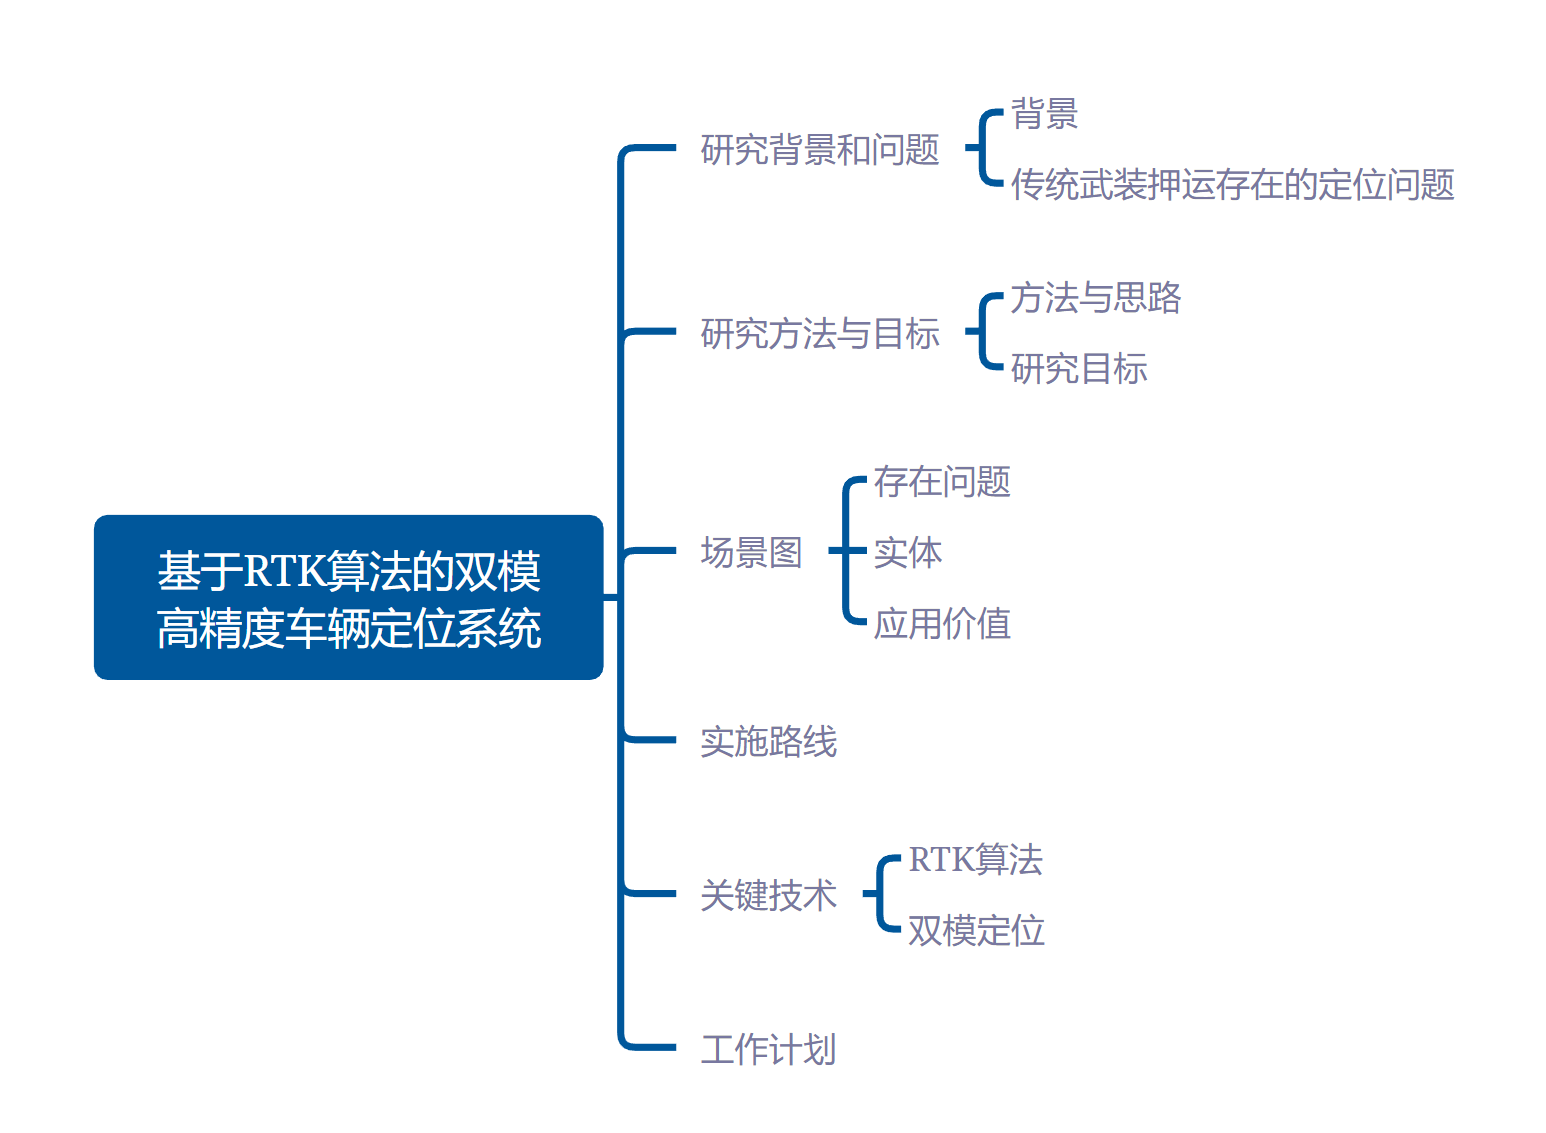 基于RTK算法的双模
高精度车辆定位系统
研究背景和问题
背景
传统武装押运存在的定位问题
研究方法与目标
方法与思路
研究目标
场景图
存在问题
实体
应用价值
实施路线
关键技术
RTK算法
双模定位
工作计划